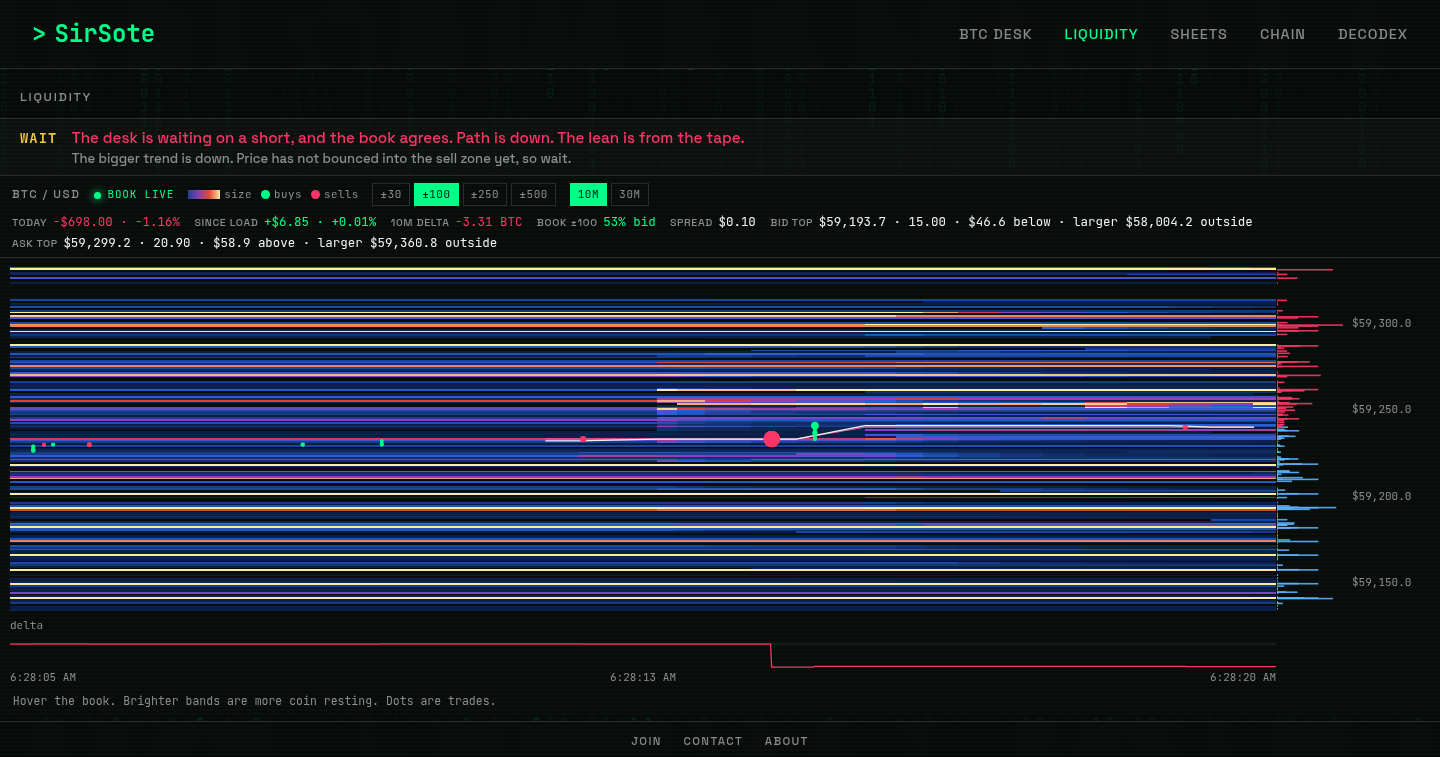 > SirSote
BTC DESK LIQUIDITY SHEETS CHAIN DECODEX
LIQUIDITY
WAIT The desk is waiting on a short, and the book agrees. Path is down. The lean is from the tape.
The bigger trend is down. Price has not bounced into the sell zone yet, so wait.
BTC / USD BOOK LIVE size buys sells ±30 ±100 ±250 ±500 10M 30M
TODAY -$698.00 · -1.16% SINCE LOAD +$6.85 · +0.01% 10M DELTA -3.31 BTC BOOK ±100 53% bid SPREAD $0.10 BID TOP $59,193.7 · 15.00 · $46.6 below · larger $58,004.2 outside
ASK TOP $59,299.2 · 20.90 · $58.9 above · larger $59,360.8 outside
$59,300.0
$59,250.0
$59,200.0
$59,150.0
delta
6:28:05 AM 6:28:13 AM 6:28:20 AM
Hover the book. Brighter bands are more coin resting. Dots are trades.
JOIN CONTACT ABOUT